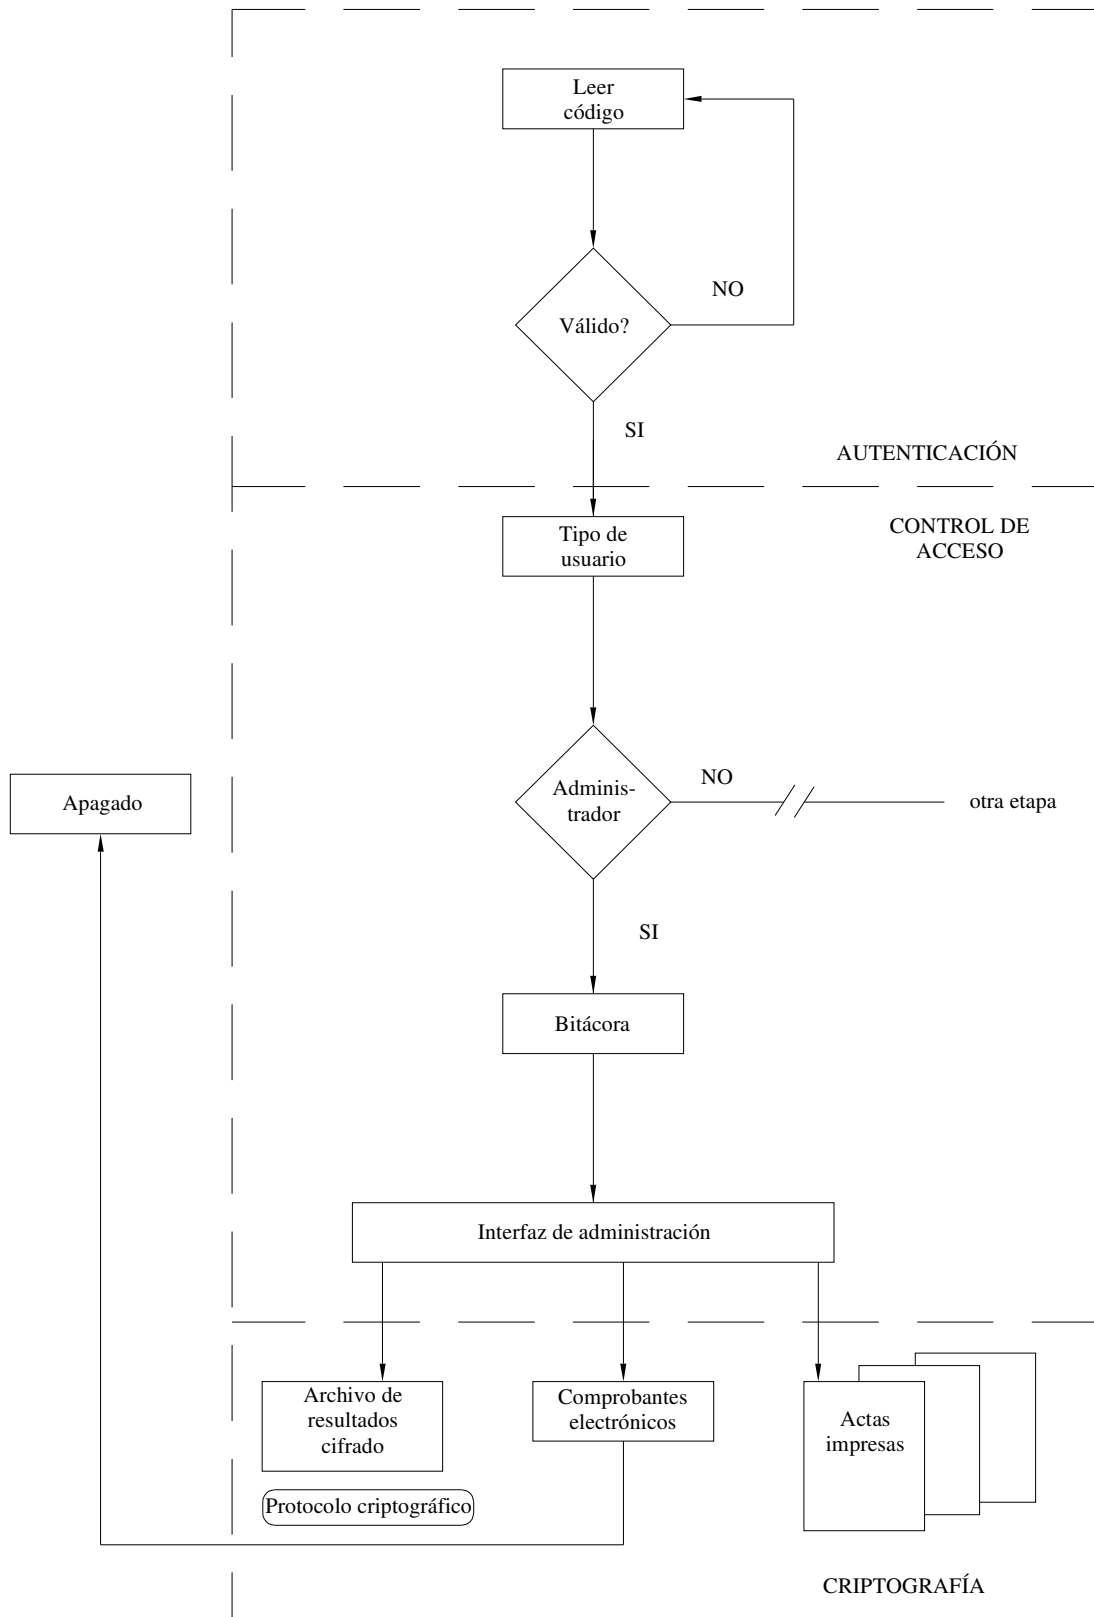 Leer
código
NO
Válido?
SI
AUTENTICACIÓN
CONTROL DE
ACCESO
Tipo de
usuario
NO
Adminis-
trador
otra etapa
Apagado
SI
Bitácora
Interfaz de administración
Archivo de
resultados
cifrado
Comprobantes
electrónicos
Actas
impresas
Protocolo criptográfico
CRIPTOGRAFÍA